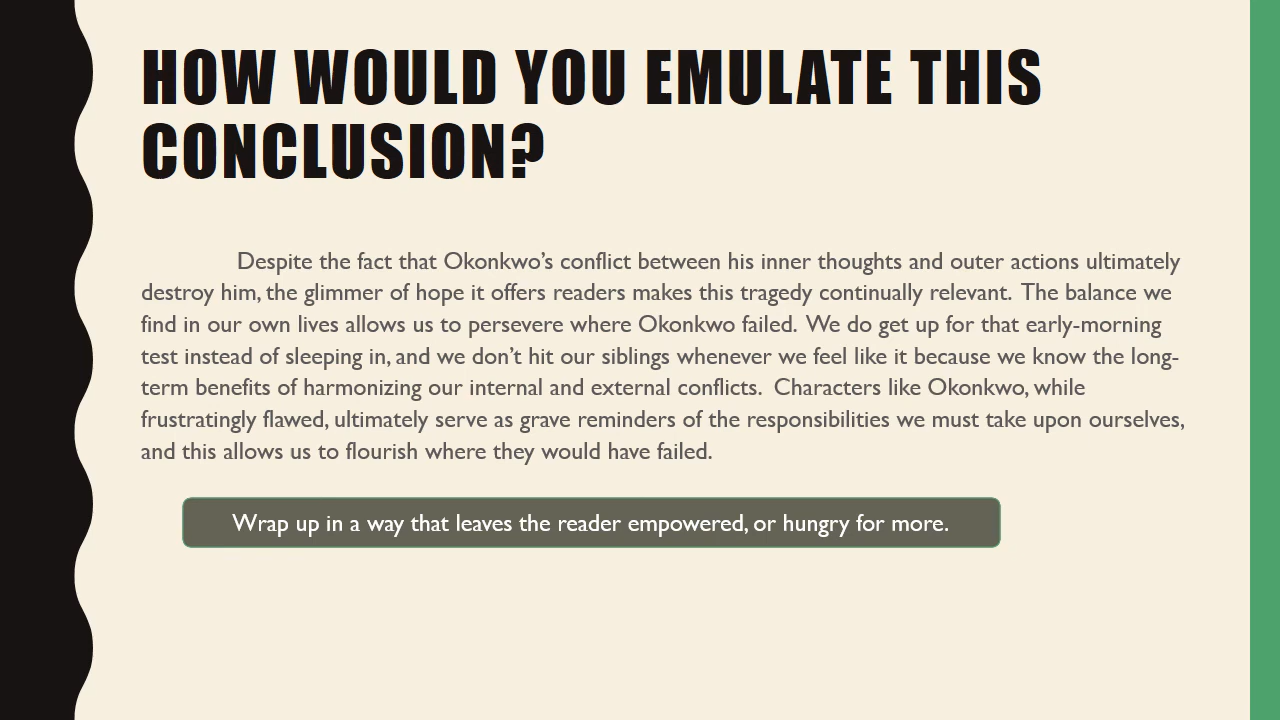 HOW WOULD YOU EMULATE THIS
CONCLUSION?
Despite the fact that Okonkwo’s conflict between his inner thoughts and outer actions ultimately
destroy him, the glimmer of hope it offers readers makes this tragedy continually relevant.  The balance we
find in our own lives allows us to persevere where Okonkwo failed.  We do get up for that early-morning
test instead of sleeping in, and we don’t hit our siblings whenever we feel like it because we know the long-
term benefits of harmonizing our internal and external conflicts.  Characters like Okonkwo, while
frustratingly flawed, ultimately serve as grave reminders of the responsibilities we must take upon ourselves,
and this allows us to flourish where they would have failed.
Wrap up in a way that leaves the reader empowered, or hungry for more.